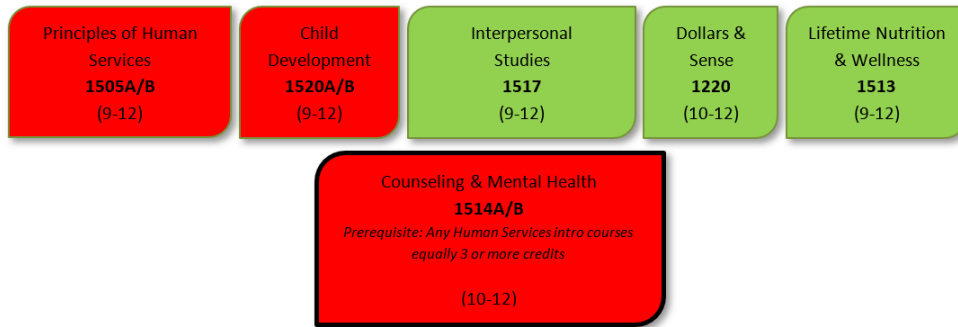 Principles of Human
Services
1505A/B
(9-12)
Child
Development
1520A/B
(9-12)
Interpersonal
Studies
1517
(9-12)
Dollars &
Sense
1220
(10-12)
Lifetime Nutrition
& Wellness
1513
(9-12)
Counseling & Mental Health
1514A/B
Prerequisite: Any Human Services intro courses
equally 3 or more credits
(10-12)